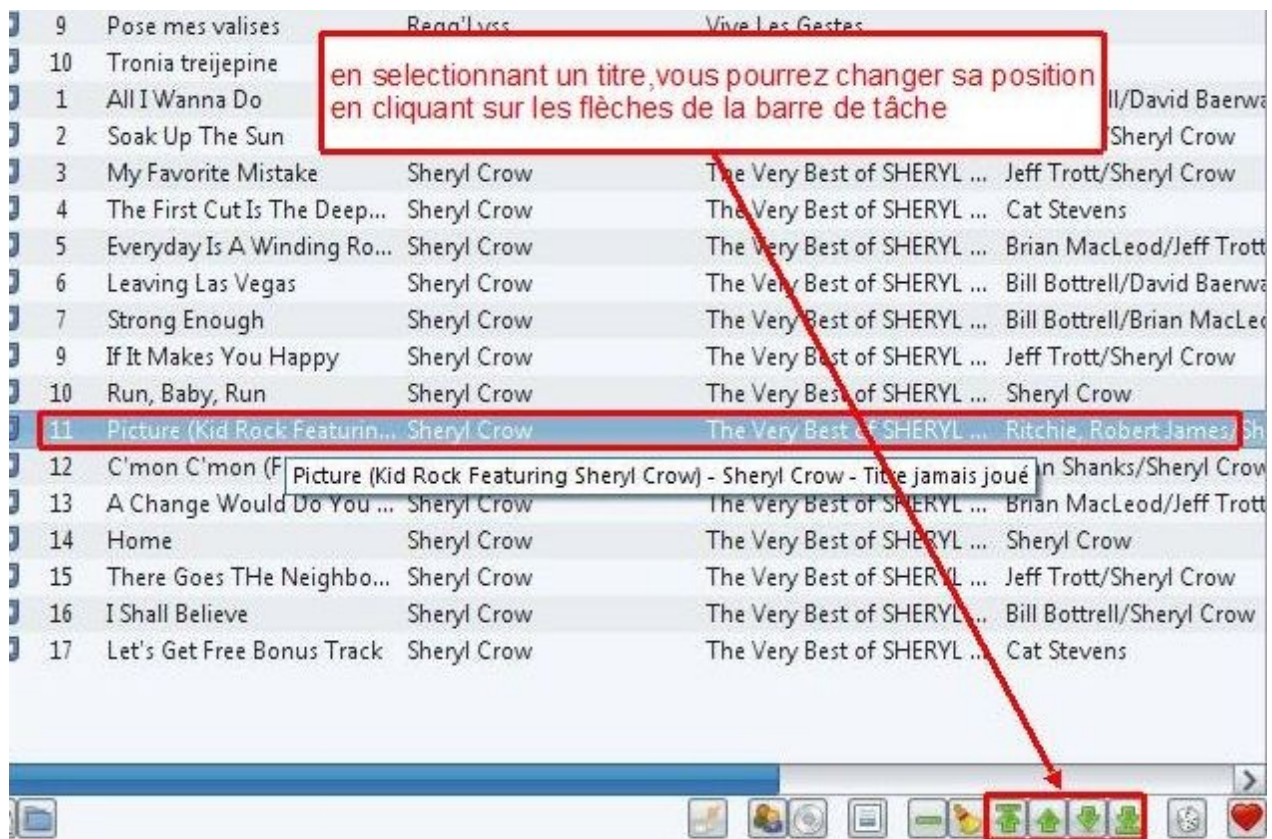 9 Pose mes valises Regg'Lyss Vive Les Gestes
10 Tronia treijepine
en selectionnant un titre,vous pourrez changer sa position
en cliquant sur les flèches de la barre de tâche
1 All I Wanna Do ll/David Baerwa
2 Soak Up The Sun Sheryl Crow
3 My Favorite Mistake Sheryl Crow The Very Best of SHERYL ... Jeff Trott/Sheryl Crow
4 The First Cut Is The Deep... Sheryl Crow The Very Best of SHERYL ... Cat Stevens
5 Everyday Is A Winding Ro... Sheryl Crow The Very Best of SHERYL ... Brian MacLeod/Jeff Trott
6 Leaving Las Vegas Sheryl Crow The Very Best of SHERYL ... Bill Bottrell/David Baerwa
7 Strong Enough Sheryl Crow The Very Best of SHERYL ... Bill Bottrell/Brian MacLeo
9 If It Makes You Happy Sheryl Crow The Very Best of SHERYL ... Jeff Trott/Sheryl Crow
10 Run, Baby, Run Sheryl Crow The Very Best of SHERYL ... Sheryl Crow
11 Picture (Kid Rock Featurin... Sheryl Crow The Very Best of SHERYL ... Ritchie, Robert James/Sh
12 C'mon C'mon (F n Shanks/Sheryl Crow
Picture (Kid Rock Featuring Sheryl Crow) - Sheryl Crow - Titre jamais joué
13 A Change Would Do You ... Sheryl Crow The Very Best of SHERYL ... Brian MacLeod/Jeff Trott
14 Home Sheryl Crow The Very Best of SHERYL ... Sheryl Crow
15 There Goes THe Neighbo... Sheryl Crow The Very Best of SHERYL ... Jeff Trott/Sheryl Crow
16 I Shall Believe Sheryl Crow The Very Best of SHERYL ... Bill Bottrell/Sheryl Crow
17 Let's Get Free Bonus Track Sheryl Crow The Very Best of SHERYL ... Cat Stevens